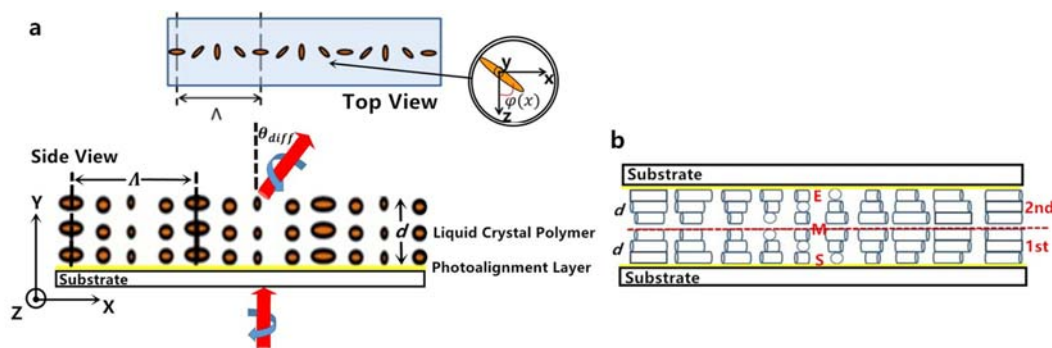 a
y
x
φ(x)
z
Λ
Top View
θdiff
Side View
Λ
Y
d
Liquid Crystal Polymer
Photoalignment Layer
Substrate
Z
X
b
Substrate
d
E
2nd
M
d
S
1st
Substrate